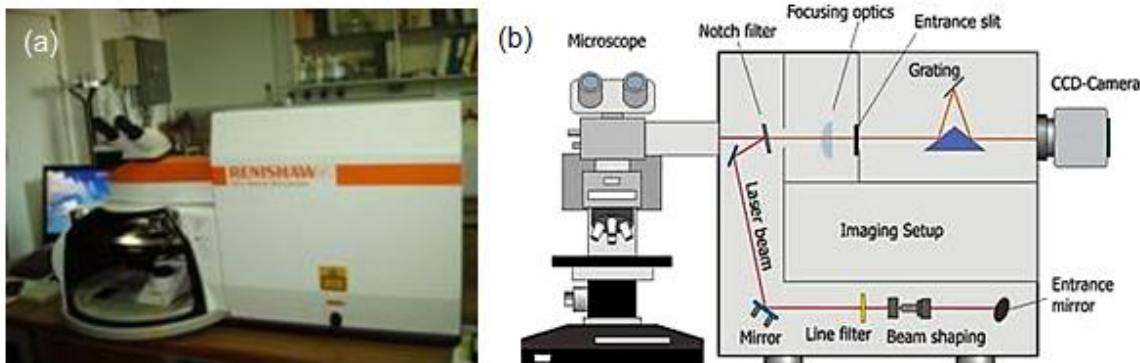 (a)
RENISHAW
(b)
Microscope
Notch filter
Focusing optics
Entrance slit
Grating
CCD-Camera
Laser beam
Imaging Setup
Mirror
Line filter
Beam shaping
Entrance
mirror